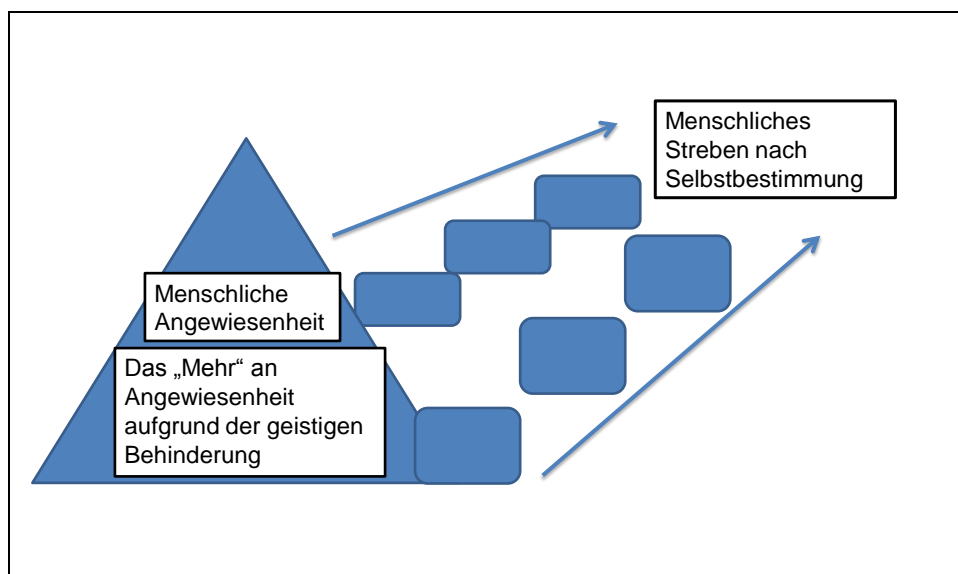 Menschliches
Streben nach
Selbstbestimmung
Menschliche
Angewiesenheit
Das „Mehr“ an
Angewiesenheit
aufgrund der geistigen
Behinderung